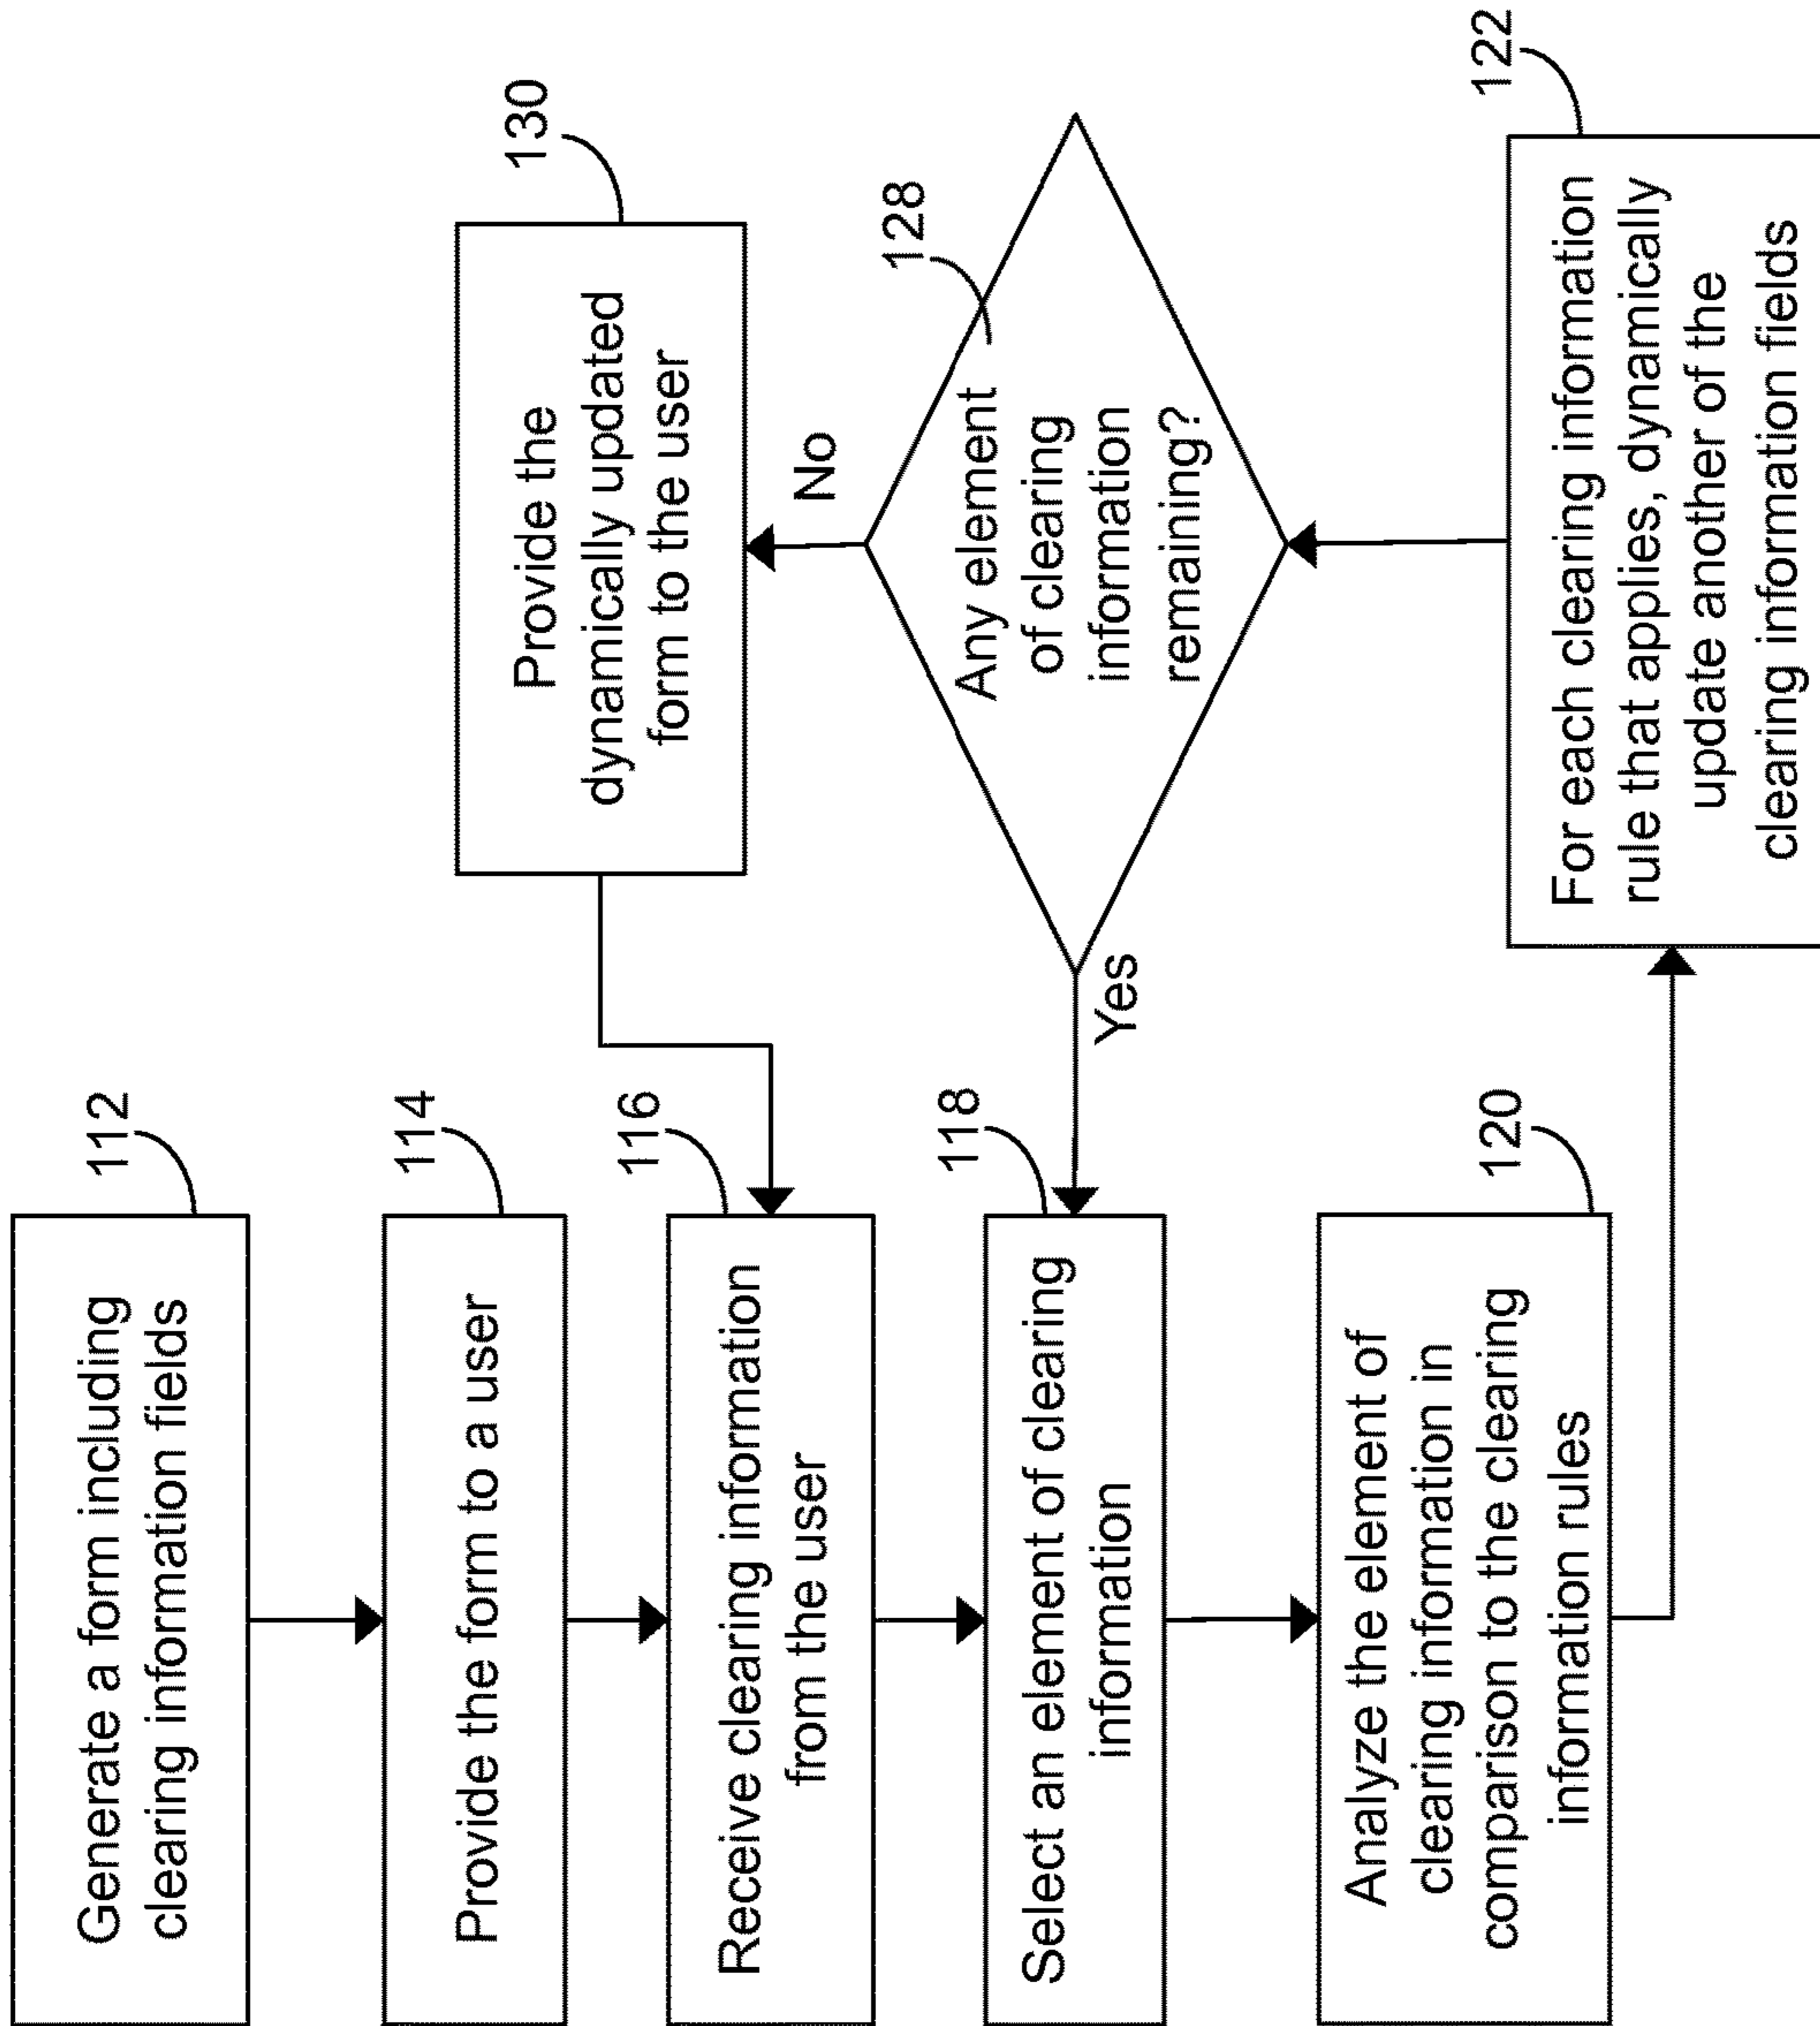 112
Generate a form including
clearing information fields
114
Provide the form to a user
116
Receive clearing information
from the user
118
Select an element of clearing
information
120
Analyze the element of
clearing information in
comparison to the clearing
information rules
130
Provide the
dynamically updated
form to the user
No
128
Any element
of clearing
information
remaining?
Yes
122
For each clearing information
rule that applies, dynamically
update another of the
clearing information fields